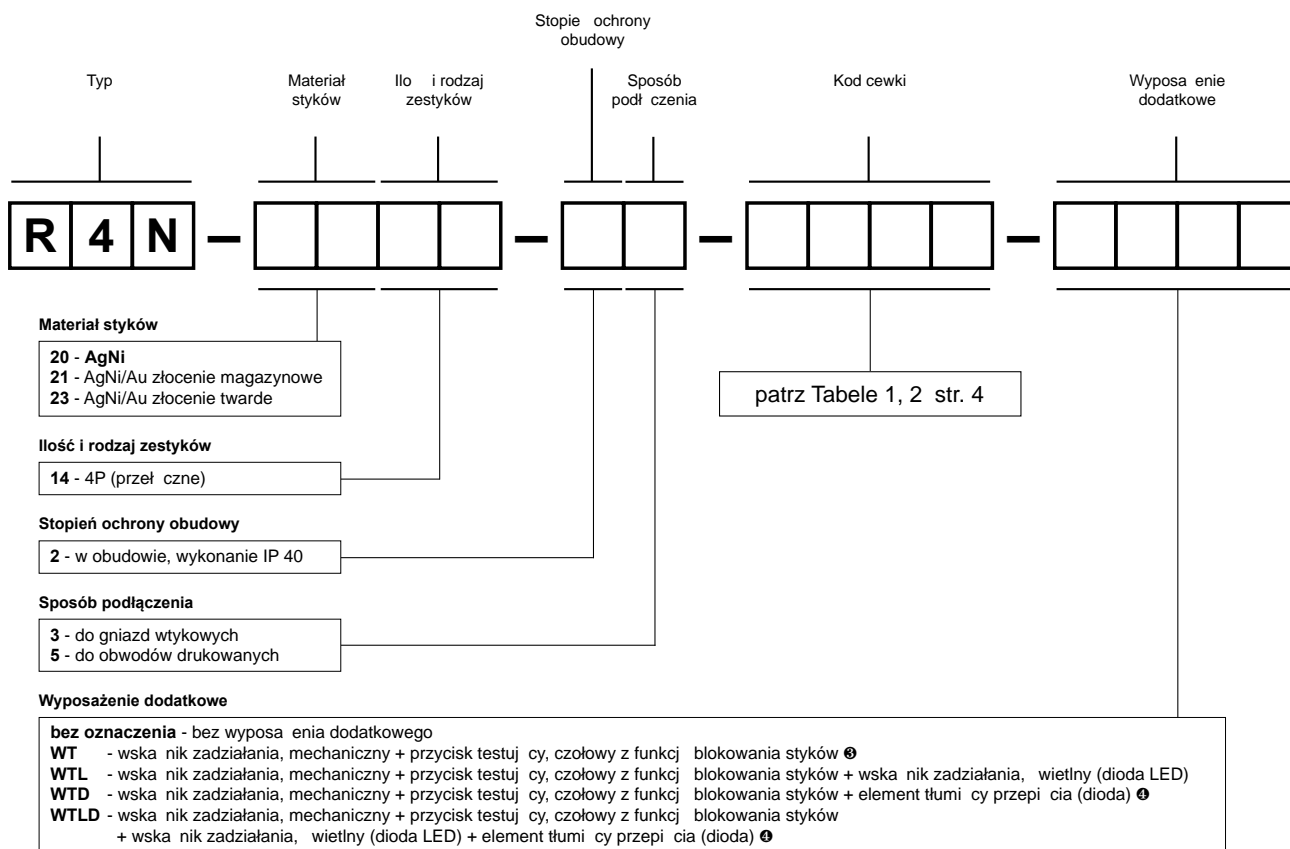 Stopie ochrony
obudowy
Typ
Materiał
styków
Ilo i rodzaj
zestyków
Sposób
podł czenia
Kod cewki
Wyposa enie
dodatkowe
R 4 N – – – –
Materiał styków
20 - AgNi
21 - AgNi/Au złocenie magazynowe
23 - AgNi/Au złocenie twarde
patrz Tabele 1, 2 str. 4
Ilość i rodzaj zestyków
14 - 4P (przeł czne)
Stopień ochrony obudowy
2 - w obudowie, wykonanie IP 40
Sposób podłączenia
3 - do gniazd wtykowych
5 - do obwodów drukowanych
Wyposażenie dodatkowe
bez oznaczenia - bez wyposa enia dodatkowego
WT - wska nik zadziałania, mechaniczny + przycisk testuj cy, czołowy z funkcj blokowania styków ❸
WTL - wska nik zadziałania, mechaniczny + przycisk testuj cy, czołowy z funkcj blokowania styków + wska nik zadziałania, wietlny (dioda LED)
WTD - wska nik zadziałania, mechaniczny + przycisk testuj cy, czołowy z funkcj blokowania styków + element tłumi cy przepi cia (dioda) ❹
WTLD - wska nik zadziałania, mechaniczny + przycisk testuj cy, czołowy z funkcj blokowania styków
+ wska nik zadziałania, wietlny (dioda LED) + element tłumi cy przepi cia (dioda) ❹